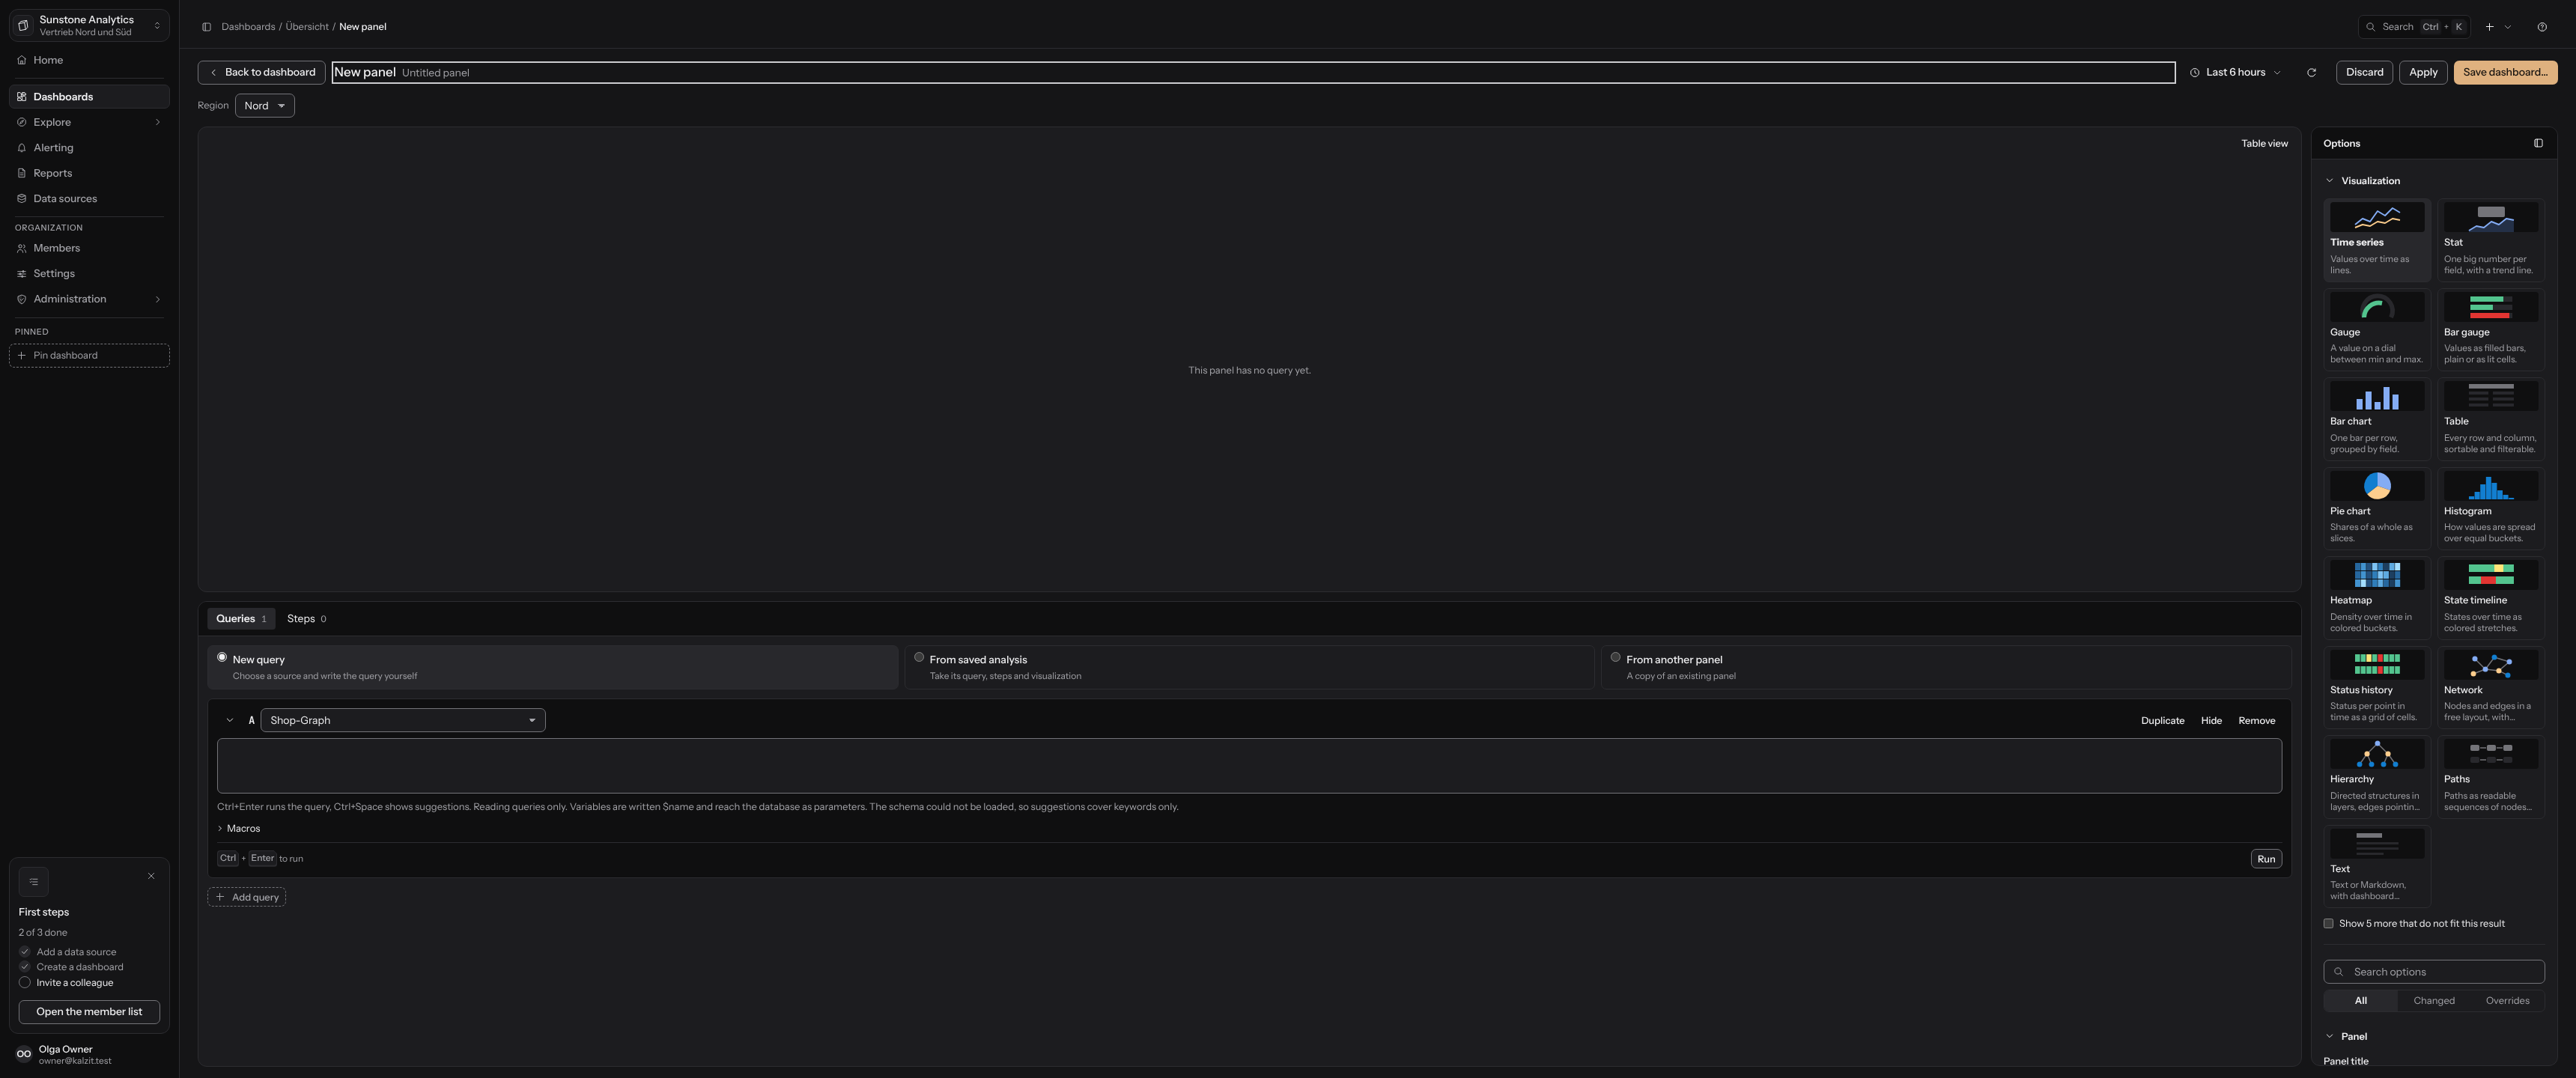 Sunstone Analytics
Vertrieb Nord und Süd
Home
Dashboards
Explore
Alerting
Reports
Data sources
ORGANIZATION
Members
Settings
Administration
PINNED
Pin dashboard
First steps
2 of 3 done
Add a data source
Create a dashboard
Invite a colleague
Open the member list
OO
Olga Owner
owner@kalzit.test
Dashboards / Übersicht / New panel
Search Ctrl + K
Back to dashboard
New panel Untitled panel
Last 6 hours
Discard
Apply
Save dashboard...
Region
Nord
Table view
This panel has no query yet.
Queries 1
Steps 0
New query
Choose a source and write the query yourself
From saved analysis
Take its query, steps and visualization
From another panel
A copy of an existing panel
A
Shop-Graph
Duplicate
Hide
Remove
Ctrl+Enter runs the query, Ctrl+Space shows suggestions. Reading queries only. Variables are written $name and reach the database as parameters. The schema could not be loaded, so suggestions cover keywords only.
Macros
Ctrl + Enter to run
Run
Add query
Options
Visualization
Time series
Values over time as
lines.
Stat
One big number per
field, with a trend line.
Gauge
A value on a dial
between min and max.
Bar gauge
Values as filled bars,
plain or as lit cells.
Bar chart
One bar per row,
grouped by field.
Table
Every row and column,
sortable and filterable.
Pie chart
Shares of a whole as
slices.
Histogram
How values are spread
over equal buckets.
Heatmap
Density over time in
colored buckets.
State timeline
States over time as
colored stretches.
Status history
Status per point in
time as a grid of cells.
Network
Nodes and edges in a
free layout, with...
Hierarchy
Directed structures in
layers, edges pointin...
Paths
Paths as readable
sequences of nodes...
Text
Text or Markdown,
with dashboard...
Show 5 more that do not fit this result
Search options
All
Changed
Overrides
Panel
Panel title